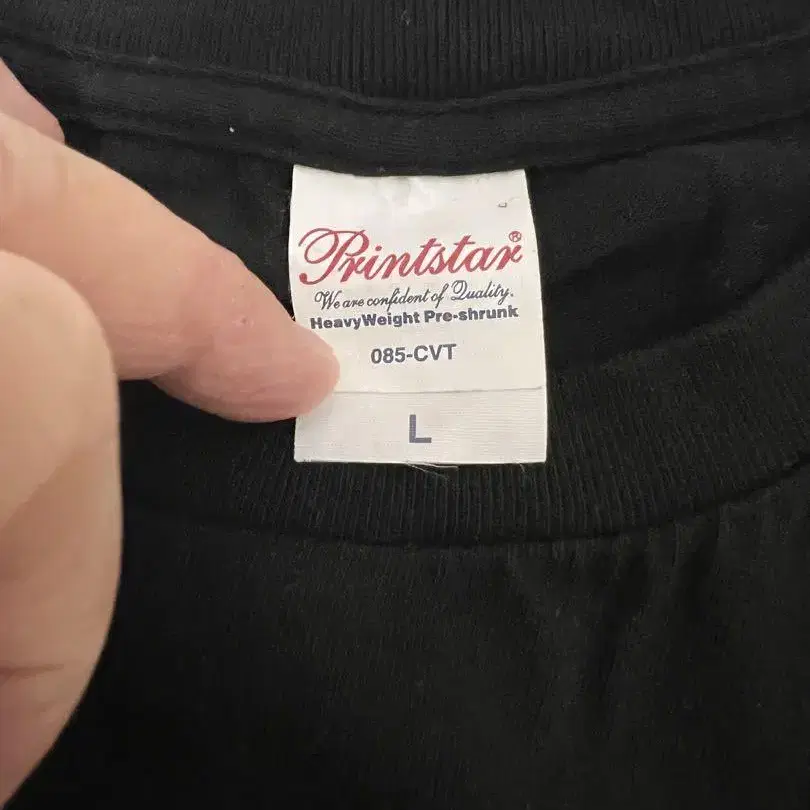 Printstar®
We are confident of Quality.
HeavyWeight Pre-shrunk
085-CVT
L